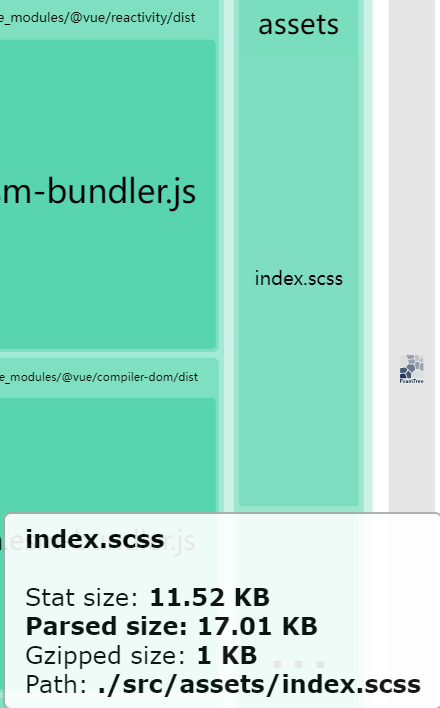 e_modules/@vue/reactivity/dist
assets
m-bundler.js
index.scss
e_modules/@vue/compiler-dom/dist
FoamTree
index.scss
Stat size: 11.52 KB
Parsed size: 17.01 KB
Gzipped size: 1 KB
Path: ./src/assets/index.scss